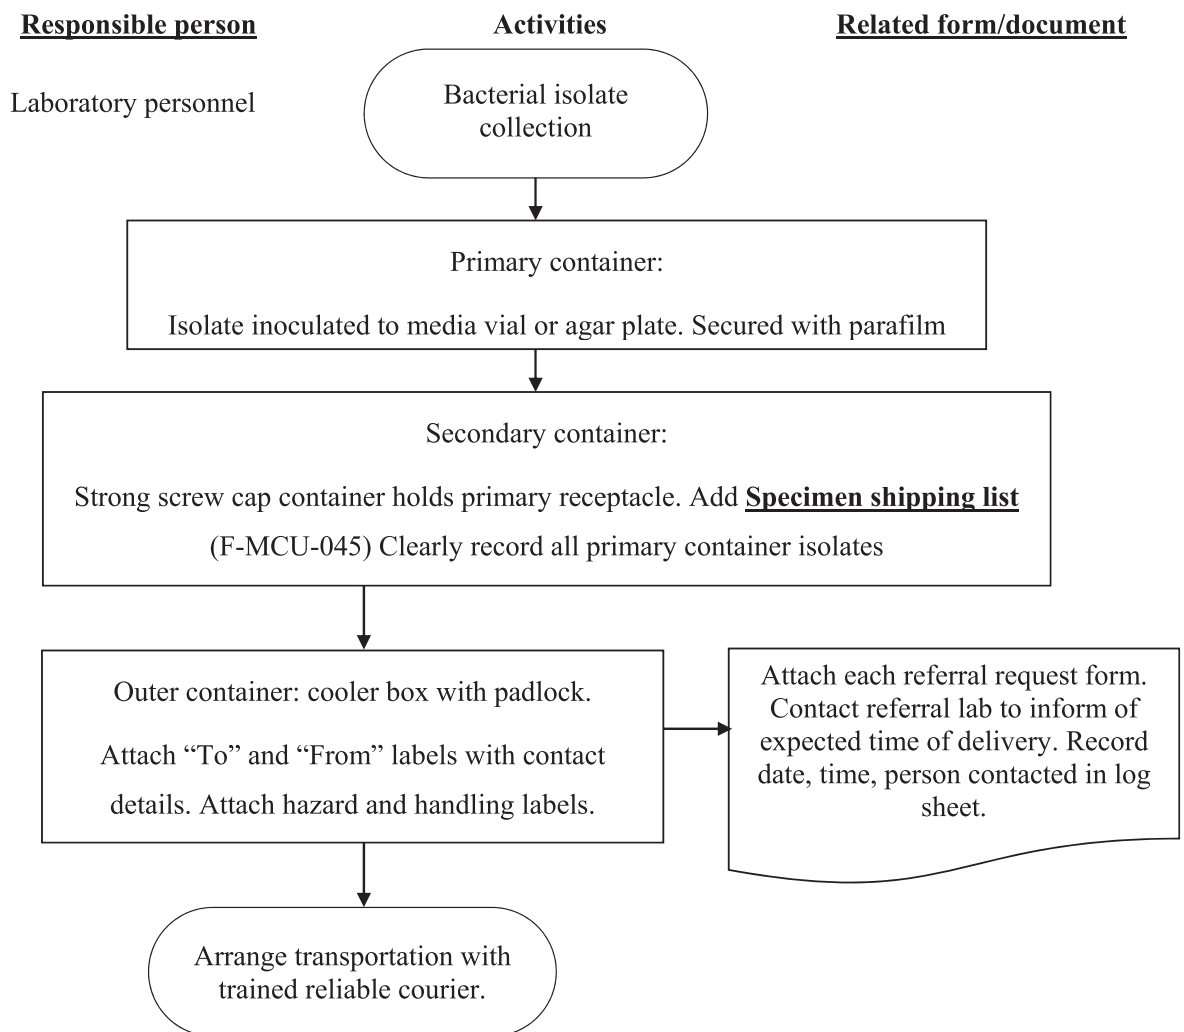 Responsible person
Activities
Related form/document
Laboratory personnel
Bacterial isolate
collection
Primary container:
Isolate inoculated to media vial or agar plate. Secured with parafilm
Secondary container:
Strong screw cap container holds primary receptacle. Add Specimen shipping list
(F-MCU-045) Clearly record all primary container isolates
Outer container: cooler box with padlock.
Attach “To” and “From” labels with contact
details. Attach hazard and handling labels.
Attach each referral request form.
Contact referral lab to inform of
expected time of delivery. Record
date, time, person contacted in log
sheet.
Arrange transportation with
trained reliable courier.